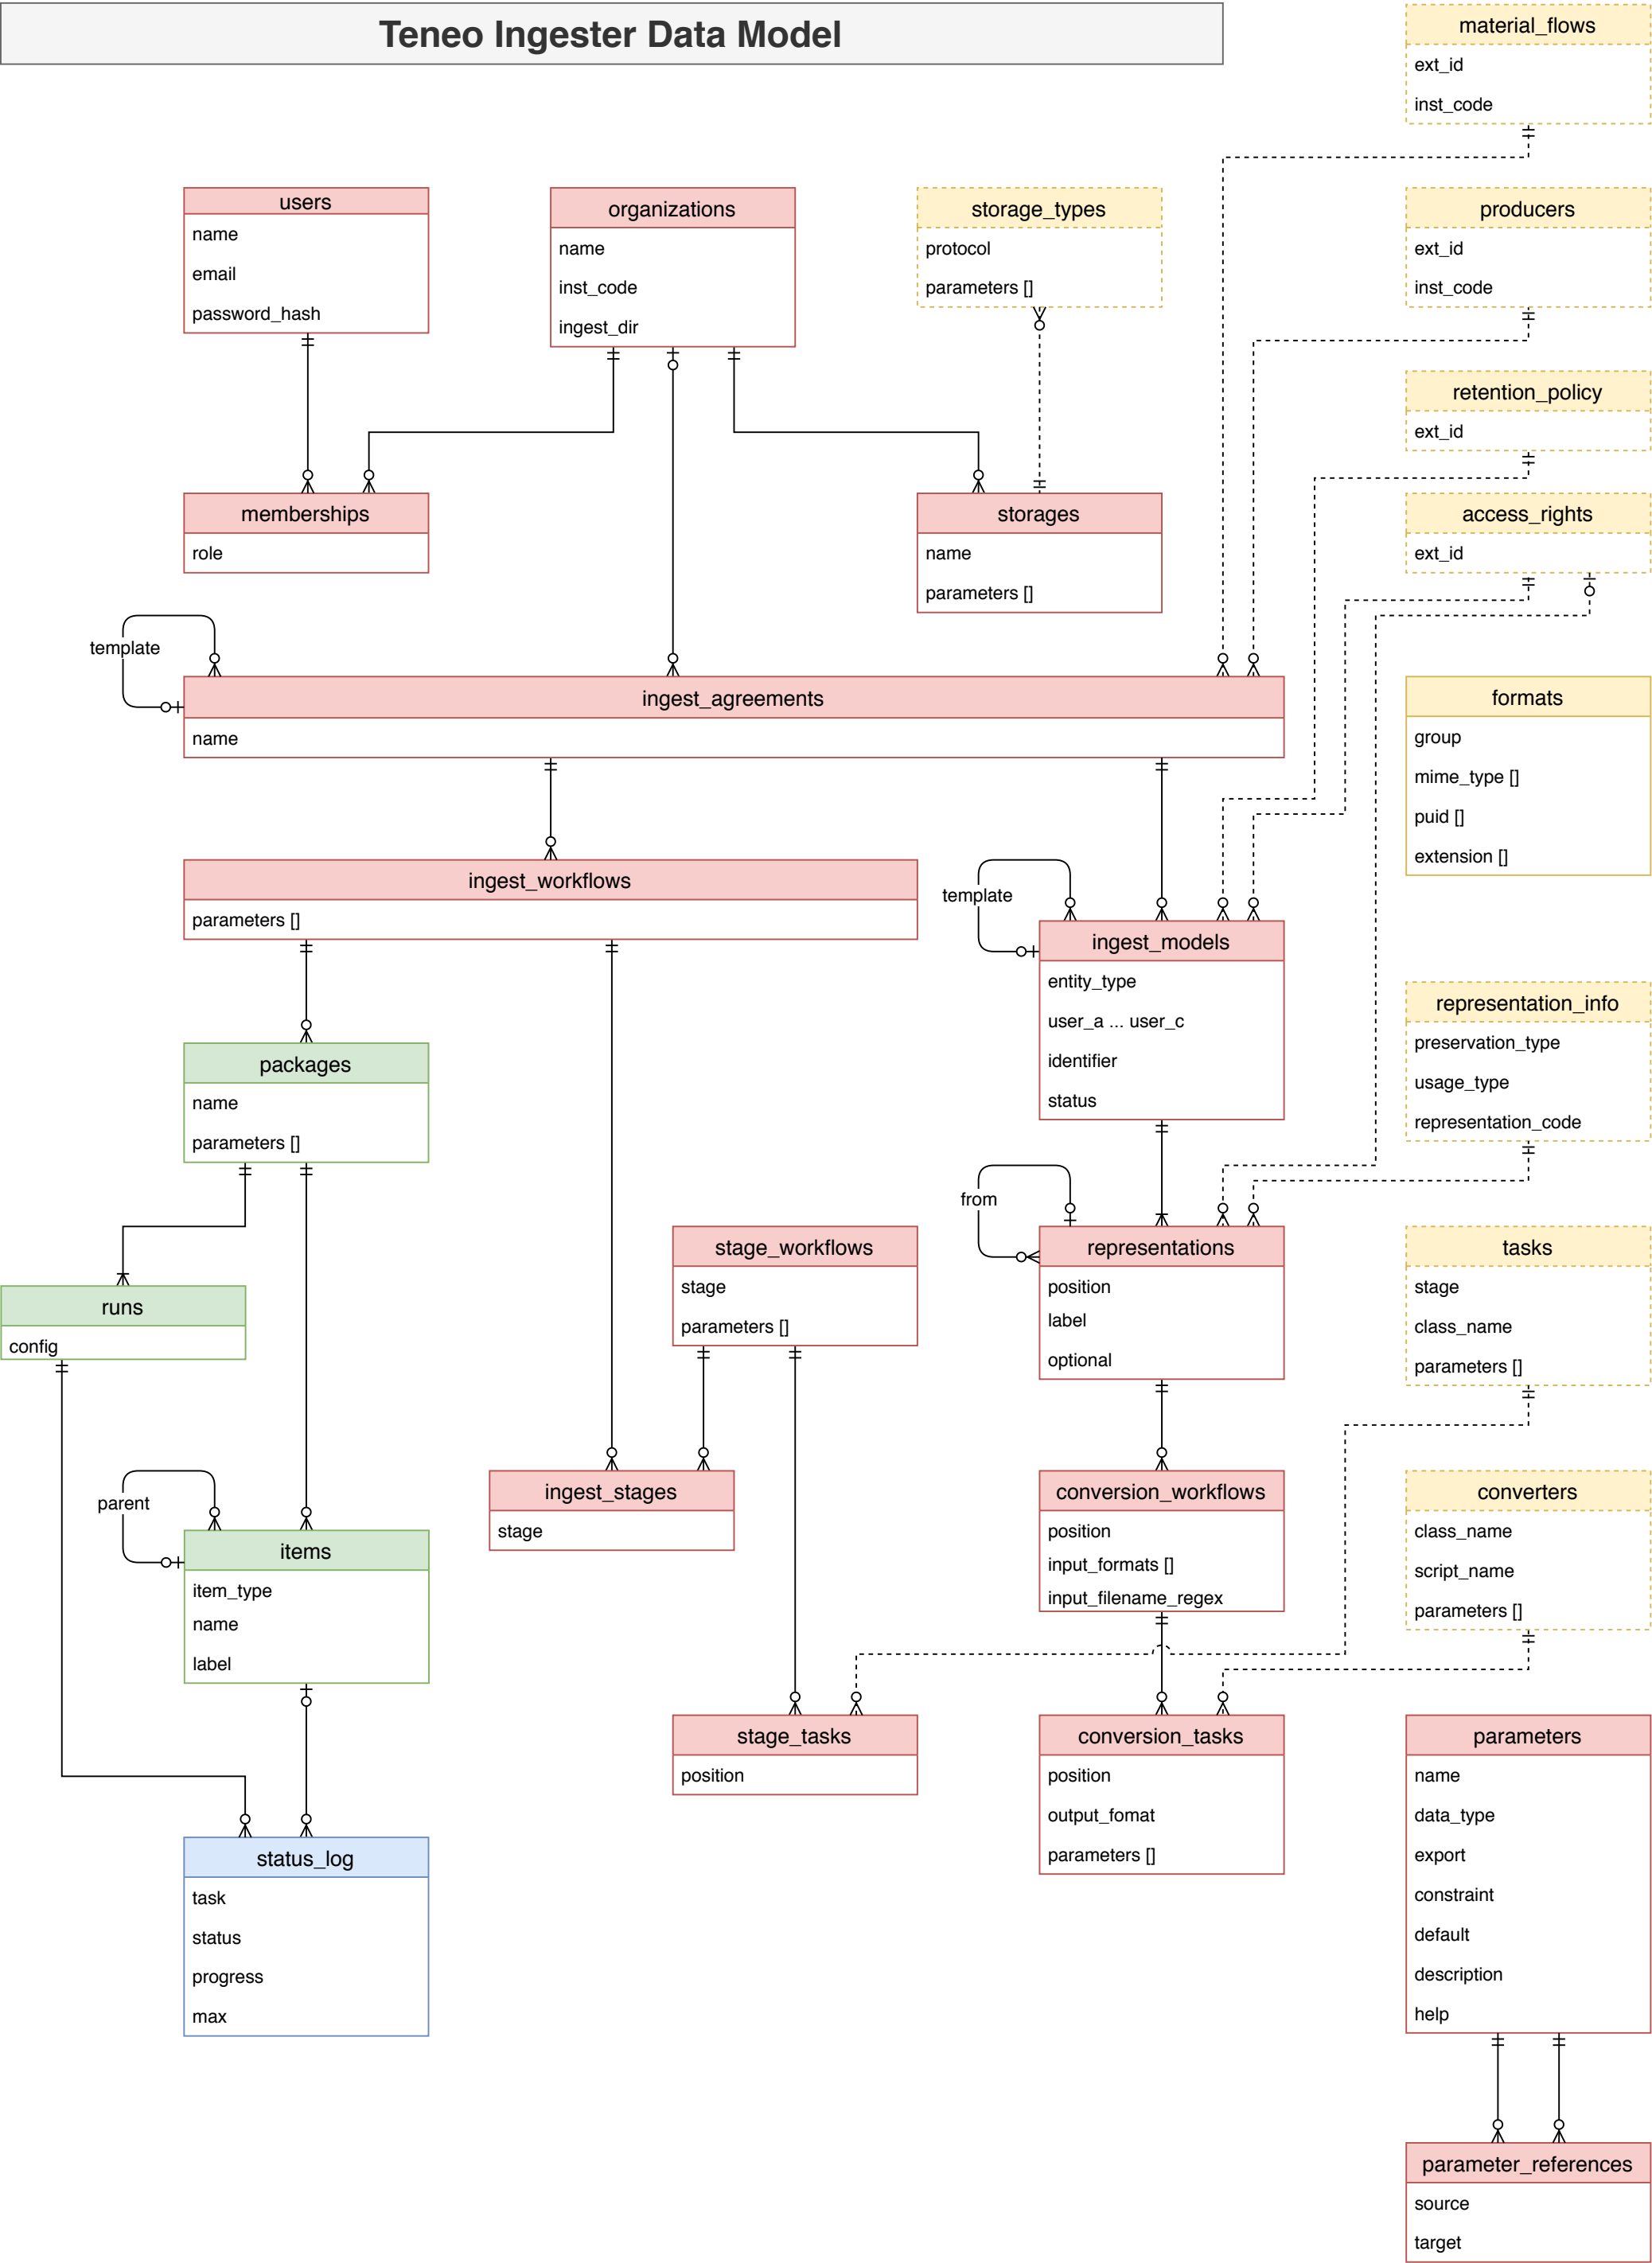 Teneo Ingester Data Model
material_flows
ext_id
inst_code
users
name
email
password_hash
organizations
name
inst_code
ingest_dir
storage_types
protocol
parameters []
producers
ext_id
inst_code
retention_policy
ext_id
memberships
role
storages
name
parameters []
access_rights
ext_id
template
ingest_agreements
name
formats
group
mime_type []
puid []
extension []
ingest_workflows
parameters []
template
ingest_models
entity_type
user_a ... user_c
identifier
status
representation_info
preservation_type
usage_type
representation_code
packages
name
parameters []
from
representations
position
label
optional
stage_workflows
stage
parameters []
tasks
stage
class_name
parameters []
runs
config
parent
items
item_type
name
label
ingest_stages
stage
conversion_workflows
position
input_formats []
input_filename_regex
converters
class_name
script_name
parameters []
stage_tasks
position
conversion_tasks
position
output_fomat
parameters []
parameters
name
data_type
export
constraint
default
description
help
status_log
task
status
progress
max
parameter_references
source
target